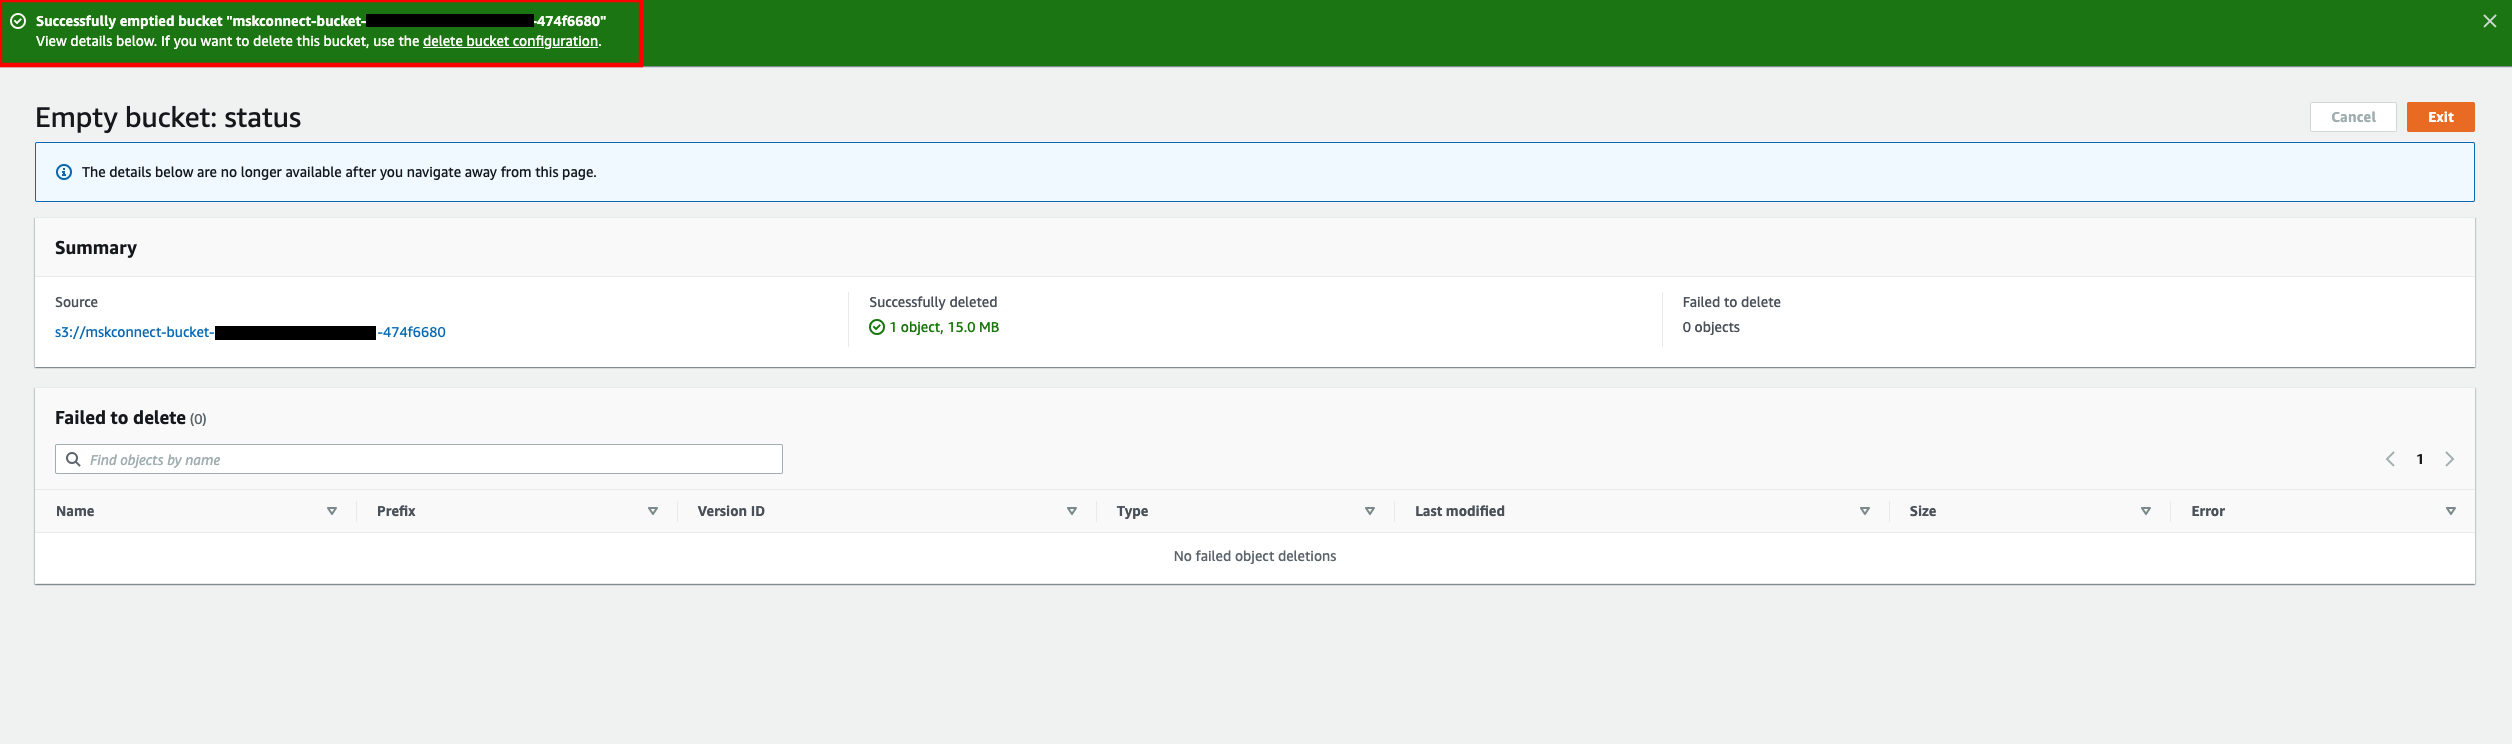 Successfully emptied bucket "mskconnect-bucket- -474f6680"
View details below. If you want to delete this bucket, use the delete bucket configuration.
Empty bucket: status
Cancel
Exit
The details below are no longer available after you navigate away from this page.
Summary
Source
s3://mskconnect-bucket- -474f6680
Successfully deleted
1 object, 15.0 MB
Failed to delete
0 objects
Failed to delete (0)
Find objects by name
1
Name Prefix Version ID Type Last modified Size Error
No failed object deletions